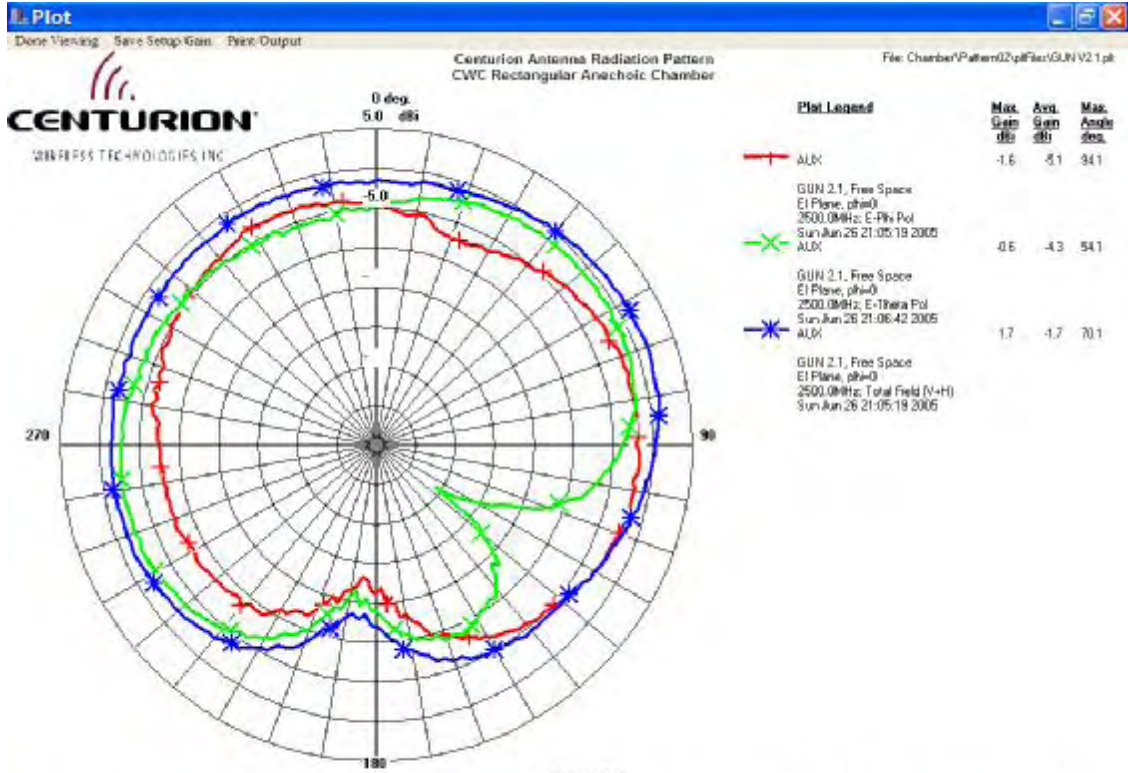 Plot
Done Viewing Save Setup/Gain Print Output
Centurion Antenna Radiation Pattern
CWC Rectangular Anechoic Chamber
File: Chamber\Pattern02\pltFiles\GUN V2 1.plt
CENTURION
WIRELESS TECHNOLOGIES, INC.
0 deg.
5.0 dBi
-5.0
270
90
180
Plot Legend Max. Gain dBi Avg. Gain dBi Max. Angle deg.
AUX -1.6 -5.1 94.1
GUN 2.1, Free Space
El Plane, phi=0
2500.0MHz; E-Phi Pol
Sun Jun 26 21:05:19 2005
AUX -0.6 -4.3 54.1
GUN 2.1, Free Space
El Plane, phi=0
2500.0MHz; E-Theta Pol
Sun Jun 26 21:06:42 2005
AUX 1.7 -1.7 70.1
GUN 2.1, Free Space
El Plane, phi=0
2500.0MHz; Total Field (V+H)
Sun Jun 26 21:05:19 2005